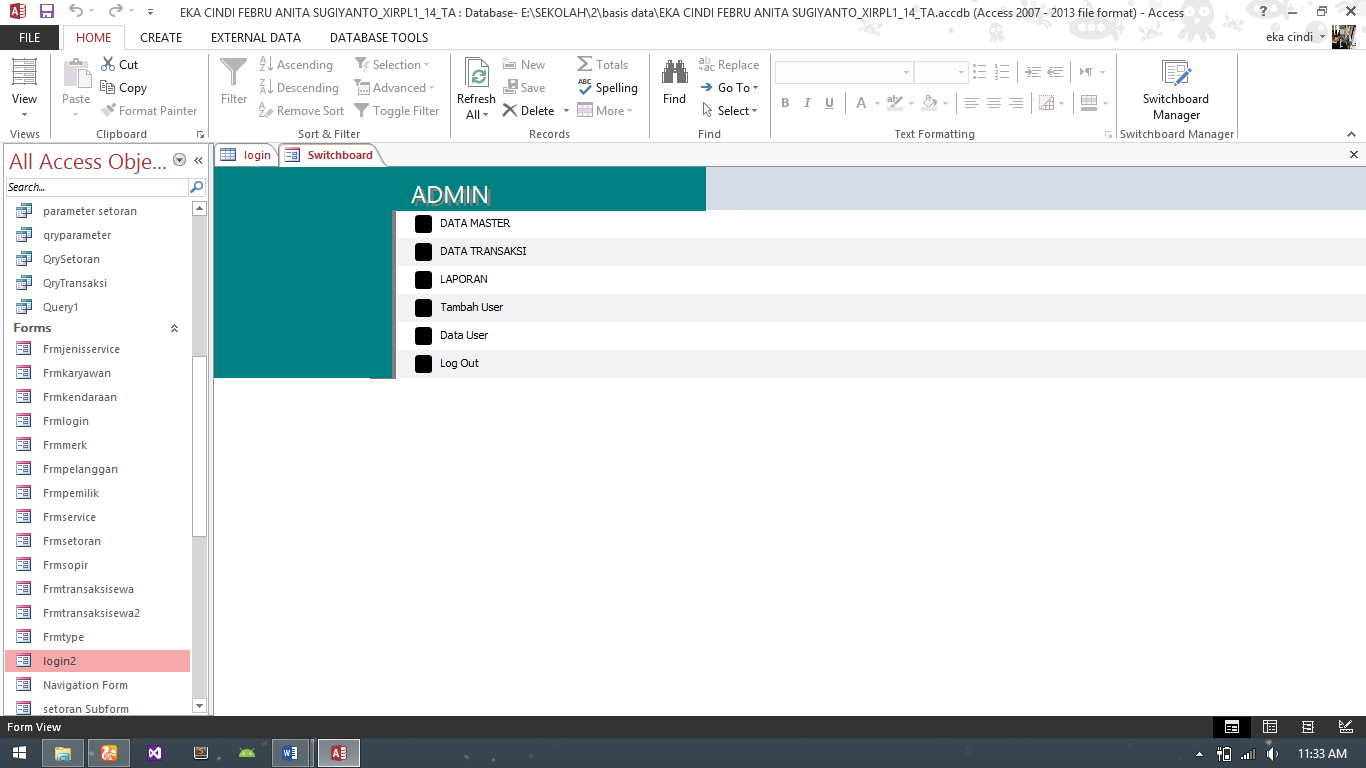 EKA CINDI FEBRU ANITA SUGIYANTO_XIRPL1_14_TA : Database- E:\SEKOLAH\2\basis data\EKA CINDI FEBRU ANITA SUGIYANTO_XIRPL1_14_TA.accdb (Access 2007 - 2013 file format) - Access
FILE HOME CREATE EXTERNAL DATA DATABASE TOOLS eka cindi
View
Views
Paste
Cut
Copy
Format Painter
Clipboard
Filter
Ascending
Descending
Remove Sort
Selection
Advanced
Toggle Filter
Sort & Filter
Refresh
All
New
Save
Delete
Totals
Spelling
More
Records
Find
Replace
Go To
Select
Find
B I U A
Text Formatting
Switchboard
Manager
Switchboard Manager
All Access Obje...
Search...
parameter setoran
qryparameter
QrySetoran
QryTransaksi
Query1
Forms
Frmjenisservice
Frmkaryawan
Frmkendaraan
Frmlogin
Frmmerk
Frmpelanggan
Frmpemilik
Frmservice
Frmsetoran
Frmsopir
Frmtransaksisewa
Frmtransaksisewa2
Frmtype
login2
Navigation Form
setoran Subform
login
Switchboard
ADMIN
DATA MASTER
DATA TRANSAKSI
LAPORAN
Tambah User
Data User
Log Out
Form View
11:33 AM